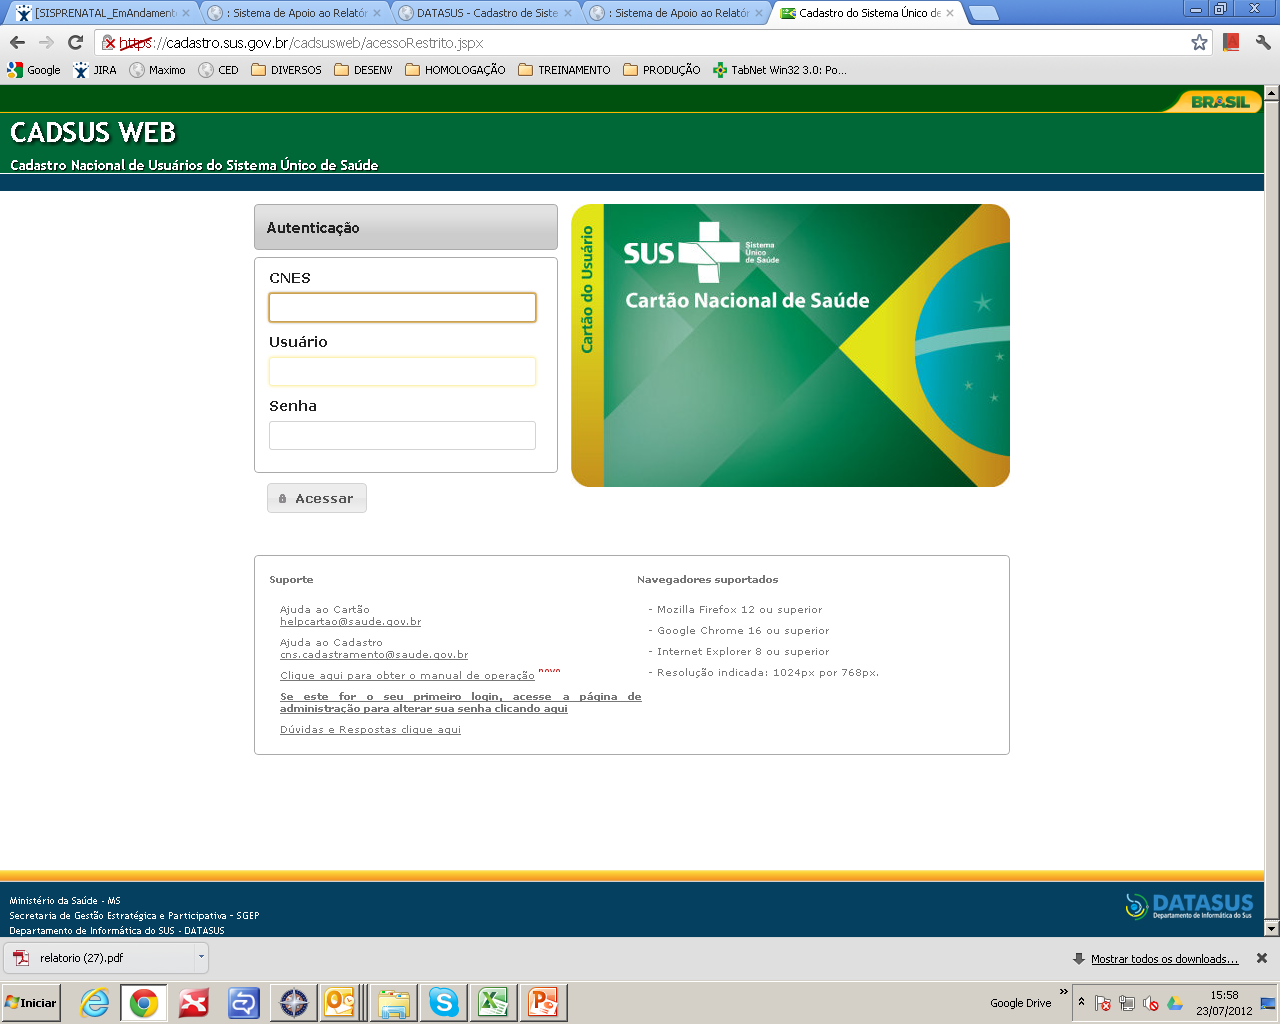 [SISPRENATAL_EmAndament
: Sistema de Apoio ao Relatór
DATASUS - Cadastro de Siste
: Sistema de Apoio ao Relatór
Cadastro do Sistema Único de
https://cadastro.sus.gov.br/cadsusweb/acessoRestrito.jspx
Google JIRA Maximo CED DIVERSOS DESENV HOMOLOGAÇÃO TREINAMENTO PRODUÇÃO TabNet Win32 3.0: Po...
BRASIL
CADSUS WEB
Cadastro Nacional de Usuários do Sistema Único de Saúde
Autenticação
CNES
Usuário
Senha
Acessar
Cartão do Usuário
SUS
Sistema
Único
de Saúde
Cartão Nacional de Saúde
Suporte
Ajuda ao Cartão
helpcartao@saude.gov.br
Ajuda ao Cadastro
cns.cadastramento@saude.gov.br
Clique aqui para obter o manual de operação
Se este for o seu primeiro login, acesse a página de
administração para alterar sua senha clicando aqui
Dúvidas e Respostas clique aqui
Navegadores suportados
- Mozilla Firefox 12 ou superior
- Google Chrome 16 ou superior
- Internet Explorer 8 ou superior
- Resolução indicada: 1024px por 768px.
Ministério da Saúde - MS
Secretaria de Gestão Estratégica e Participativa - SGEP
Departamento de Informática do SUS - DATASUS
DATASUS
Departamento de Informática do Sus
relatorio (27).pdf
Mostrar todos os downloads...
Iniciar
Google Drive
15:58
23/07/2012